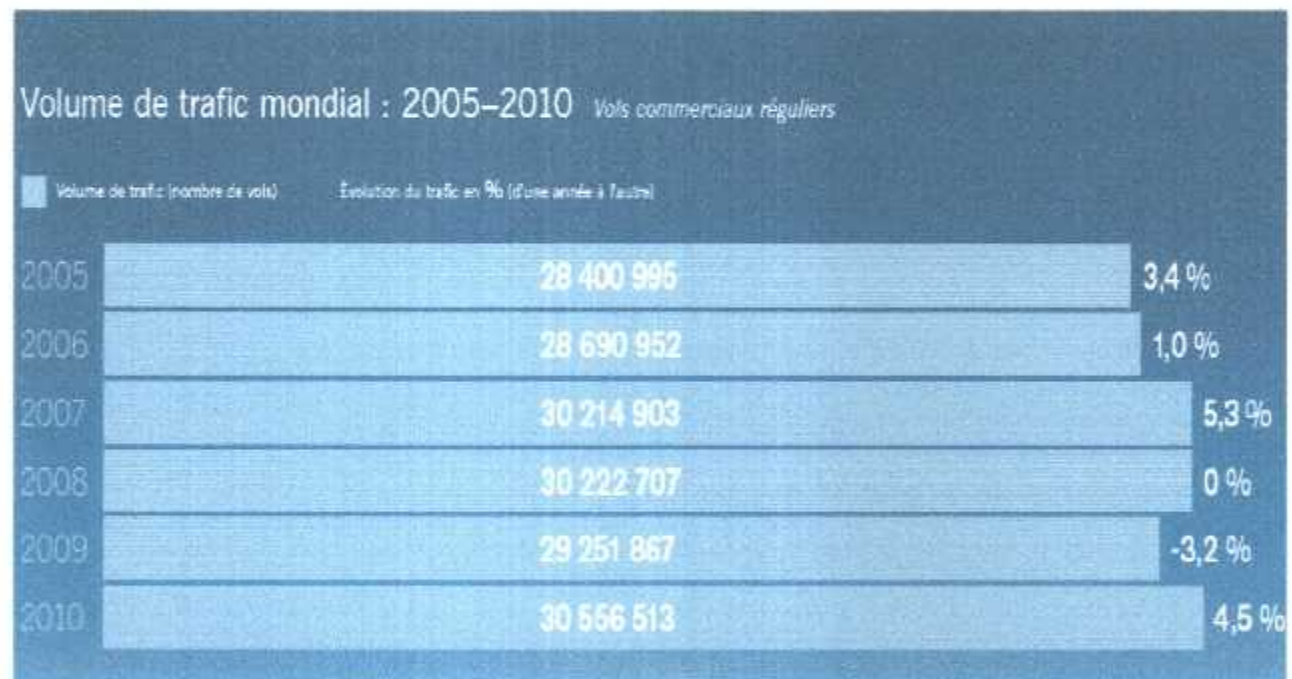 Volume de trafic mondial : 2005–2010 Vols commerciaux réguliers
Volume de trafic (nombre de vols) Évolution du trafic en % (d'une année à l'autre)
2005 28 400 995 3,4 %
2006 28 690 952 1,0 %
2007 30 214 903 5,3 %
2008 30 222 707 0 %
2009 29 251 867 -3,2 %
2010 30 556 513 4,5 %